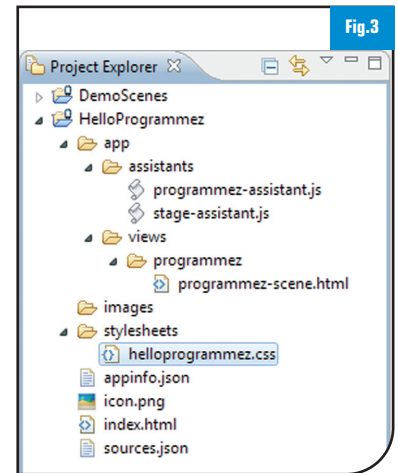 Fig.3
Project Explorer
DemoScenes
HelloProgrammez
app
assistants
programmez-assistant.js
stage-assistant.js
views
programmez
programmez-scene.html
images
stylesheets
helloprogrammez.css
appinfo.json
icon.png
index.html
sources.json